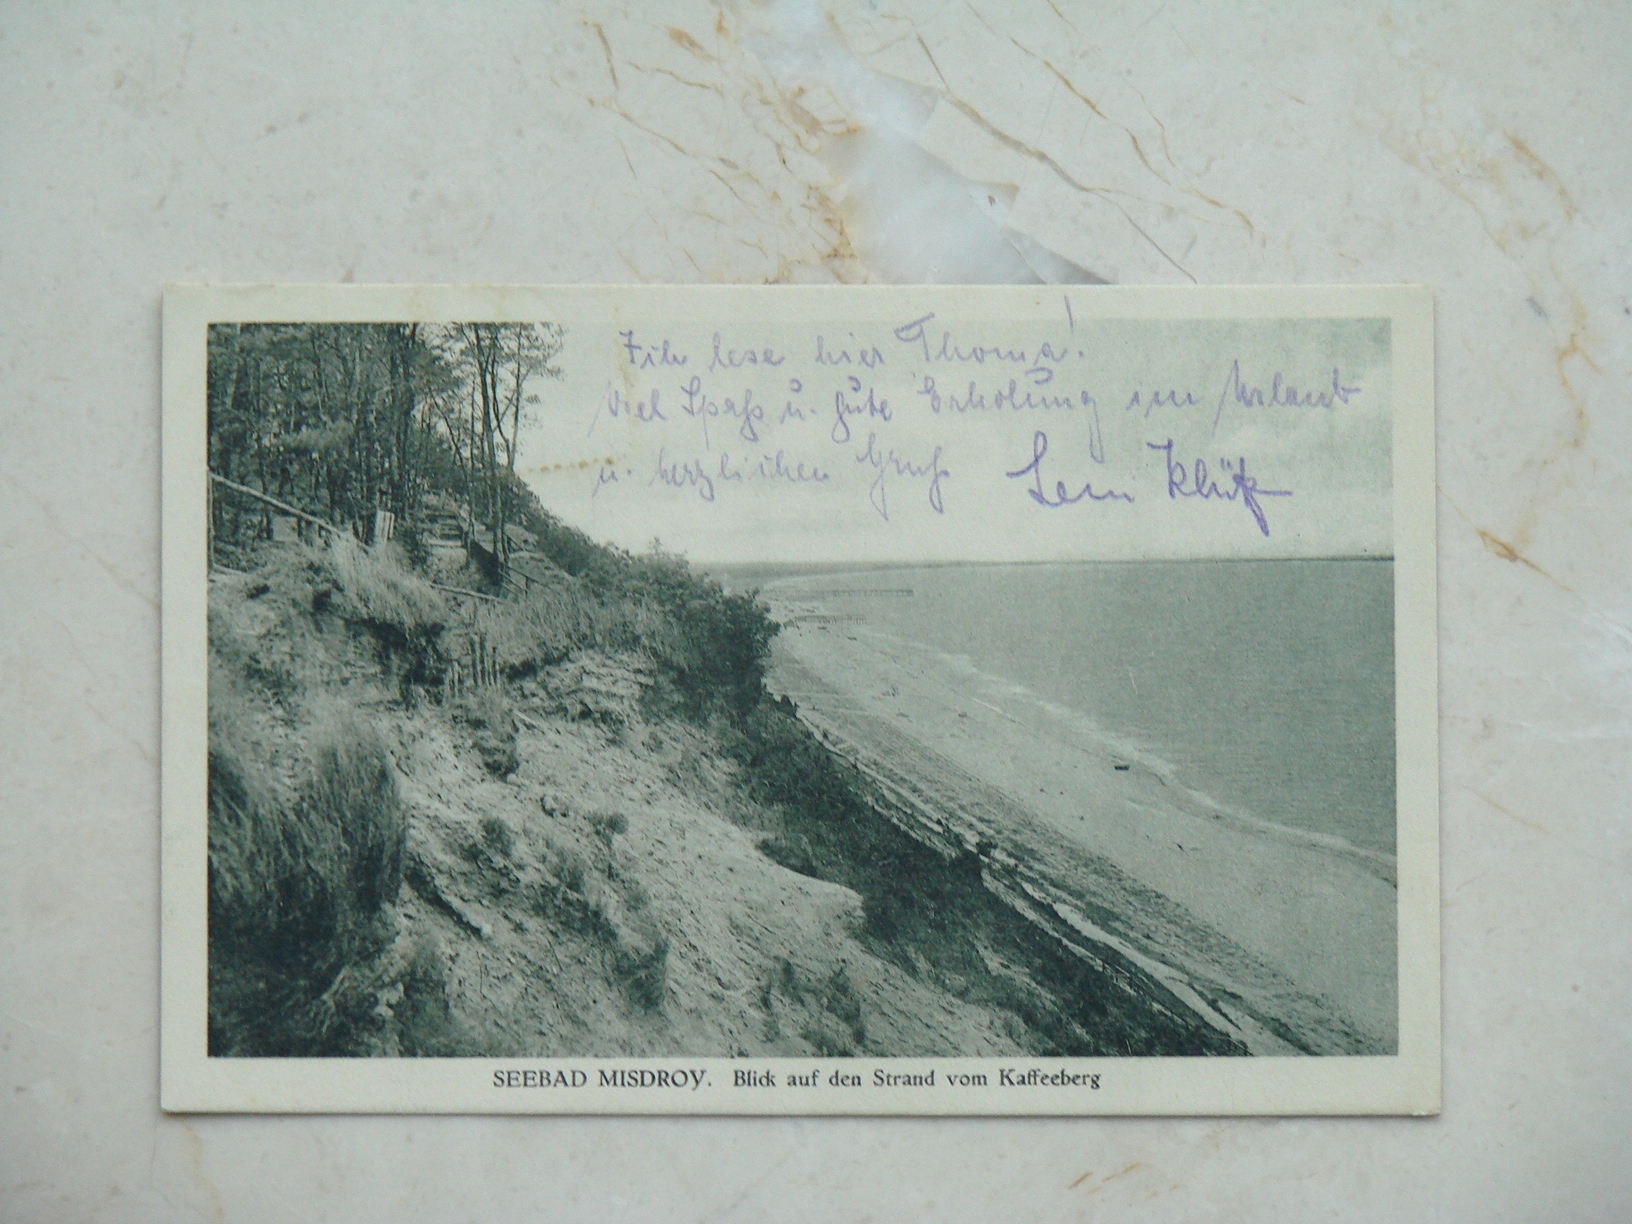 Ich lese hier Thoma!
Viel Spaß u. gute Erholung im Urlaub
u. herzlichen Gruß
SEEBAD MISDROY. Blick auf den Strand vom Kaffeeberg